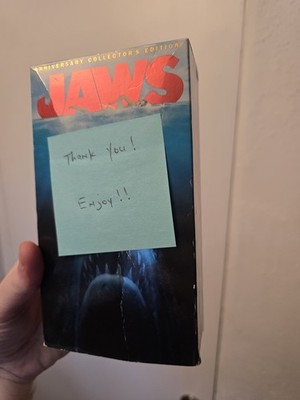 ANNIVERSARY COLLECTOR'S EDITION
JAWS
Thank You!
Enjoy!!